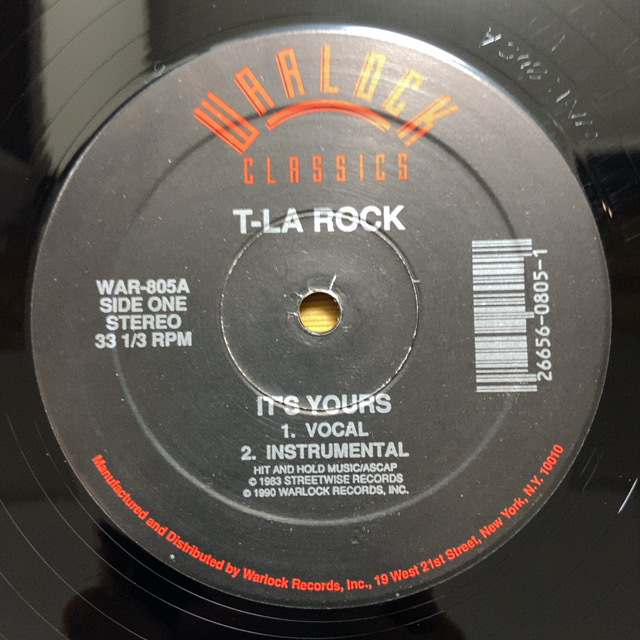 WARLOCK
CLASSICS
T-LA ROCK
WAR-805A
SIDE ONE
STEREO
33 1/3 RPM
26656-0805-1
IT'S YOURS
1. VOCAL
2. INSTRUMENTAL
HIT AND HOLD MUSIC/ASCAP
© 1983 STREETWISE RECORDS
© 1990 WARLOCK RECORDS, INC.
Manufactured and Distributed by Warlock Records, Inc., 19 West 21st Street, New York, N.Y. 10010